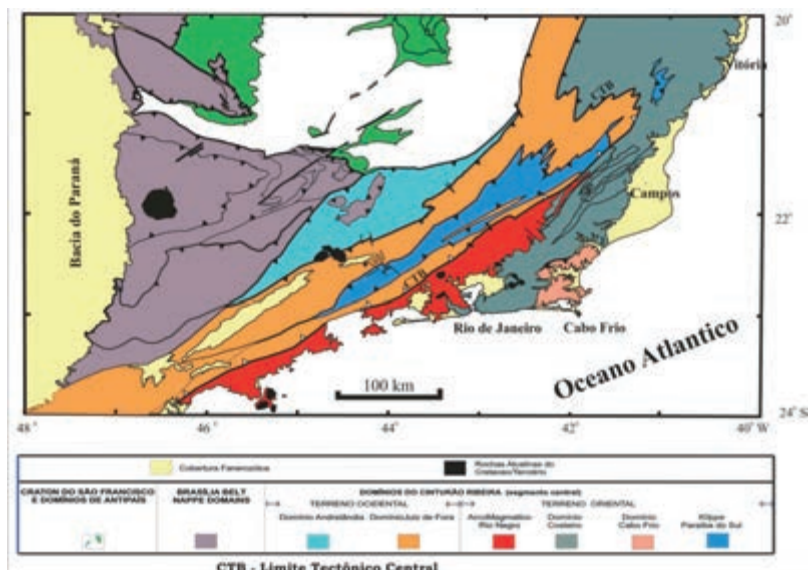 20°
Vitória
CTB
Campos
22°
Bacia do Paraná
CTB
Rio de Janeiro
Cabo Frio
Oceano Atlantico
100 km
24° S
48°
46°
44°
42°
40° W
Cobertura Fanerozóica
Rochas Alcalinas do
Cretáceo/Terciário
CRATON DO SÃO FRANCISCO
E DOMÍNIOS DE ANTIPAÍS
BRASÍLIA BELT
NAPPE DOMAINS
DOMÍNIOS DO CINTURÃO RIBEIRA (segmento central)
TERRENO OCIDENTAL
TERRENO ORIENTAL
Domínio Andrelândia
Domínio Juiz de Fora
Arco Magmático
Rio Negro
Domínio
Costeiro
Domínio
Cabo Frio
Klippe
Paraíba do Sul
CTB - Limite Tectônico Central